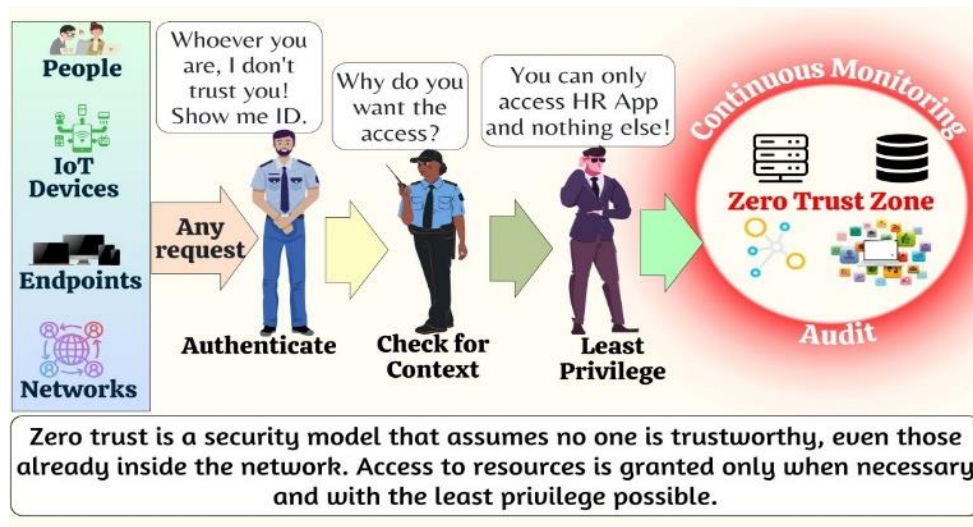 People
IoT
Devices
Endpoints
Networks
Any
request
Whoever you
are, I don't
trust you!
Show me ID.
Authenticate
Why do you
want the
access?
Check for
Context
You can only
access HR App
and nothing else!
Least
Privilege
Continuous Monitoring
Zero Trust Zone
Audit
Zero trust is a security model that assumes no one is trustworthy, even those
already inside the network. Access to resources is granted only when necessary
and with the least privilege possible.